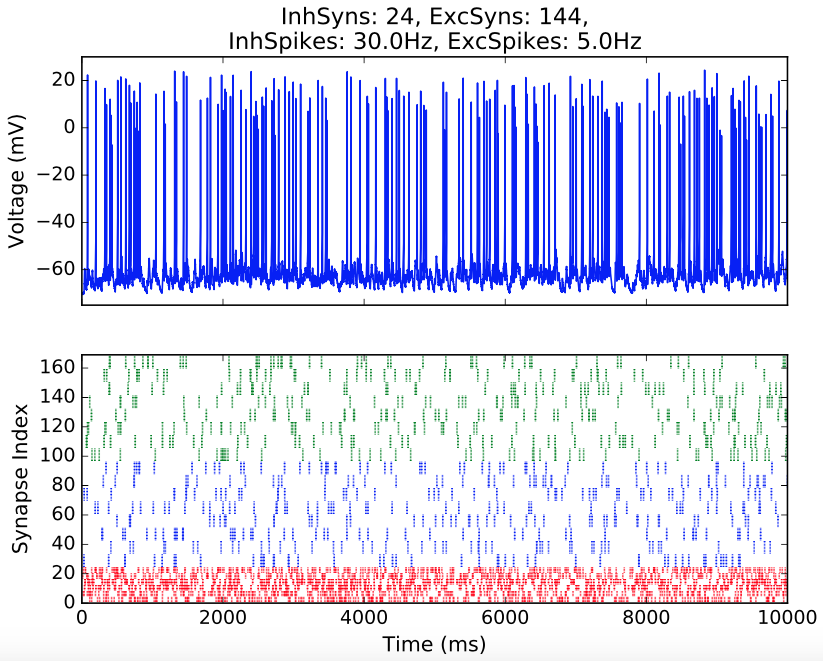 InhSyns: 24, ExcSyns: 144,
InhSpikes: 30.0Hz, ExcSpikes: 5.0Hz
Voltage (mV)
20
0
−20
−40
−60
Synapse Index
160
140
120
100
80
60
40
20
0
0 2000 4000 6000 8000 10000
Time (ms)